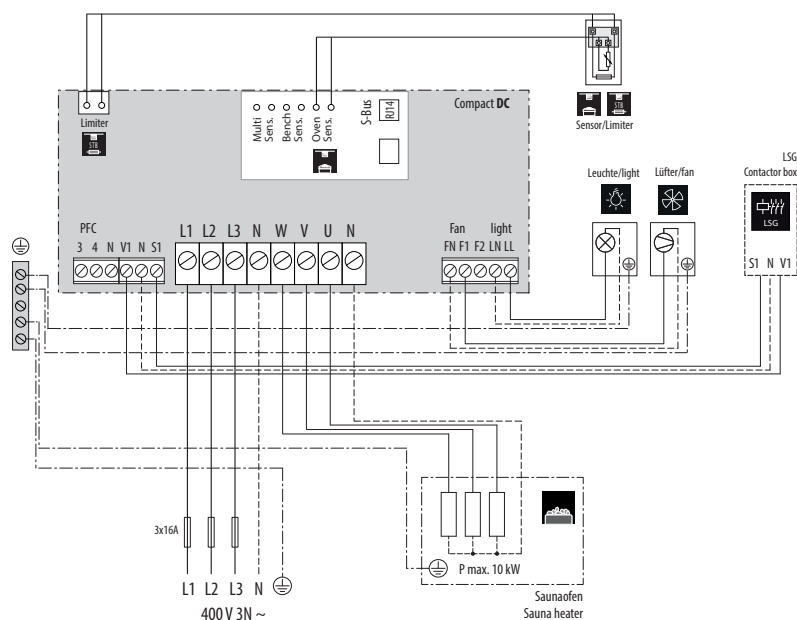 Compact DC
Limiter
STB
Multi Sens.
Bench Sens.
Oven Sens.
S-Bus
RJ14
STB
Sensor/Limiter
LSG
Contactor box
Leuchte/light
Lüfter/fan
LSG
S1 N V1
PFC
3 4 N V1 N S1
L1 L2 L3 N W V U N
Fan light
FN F1 F2 LN LL
3x16A
L1 L2 L3 N
400 V 3N ~
P max. 10 kW
Saunaofen
Sauna heater